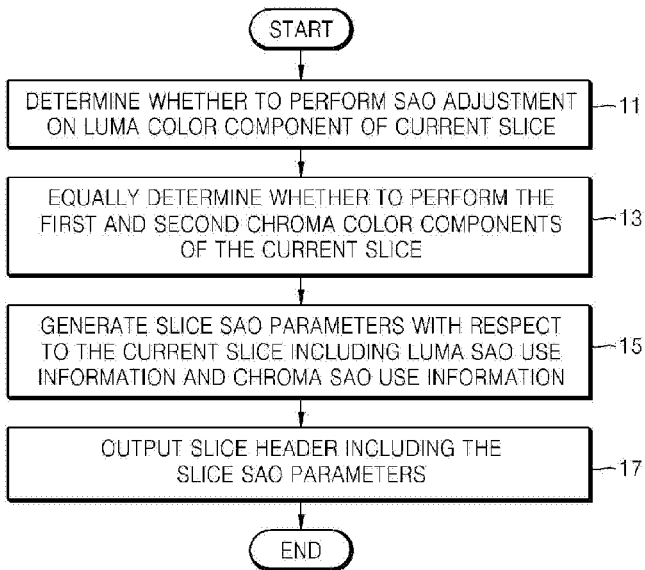 START
DETERMINE WHETHER TO PERFORM SAO ADJUSTMENT
ON LUMA COLOR COMPONENT OF CURRENT SLICE
11
EQUALLY DETERMINE WHETHER TO PERFORM THE
FIRST AND SECOND CHROMA COLOR COMPONENTS
OF THE CURRENT SLICE
13
GENERATE SLICE SAO PARAMETERS WITH RESPECT
TO THE CURRENT SLICE INCLUDING LUMA SAO USE
INFORMATION AND CHROMA SAO USE INFORMATION
15
OUTPUT SLICE HEADER INCLUDING THE
SLICE SAO PARAMETERS
17
END